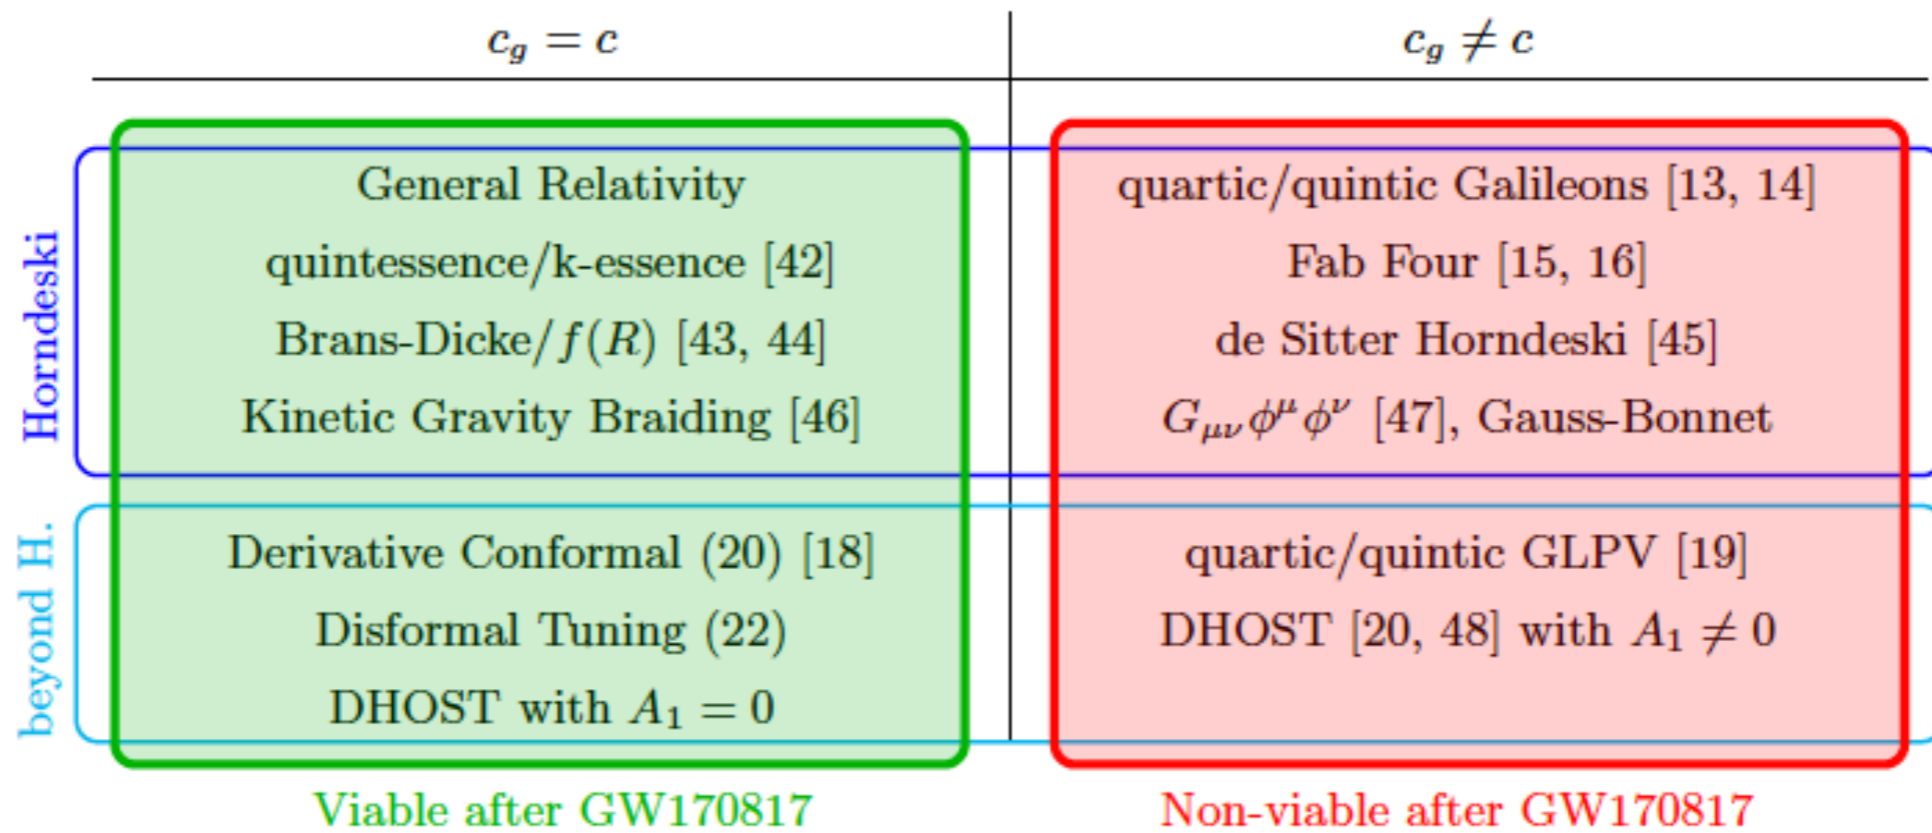 c_g = c
c_g ≠ c
Horndeski
General Relativity
quintessence/k-essence [42]
Brans-Dicke/f(R) [43, 44]
Kinetic Gravity Braiding [46]
quartic/quintic Galileons [13, 14]
Fab Four [15, 16]
de Sitter Horndeski [45]
G_{μν}ϕ^μϕ^ν [47], Gauss-Bonnet
beyond H.
Derivative Conformal (20) [18]
Disformal Tuning (22)
DHOST with A_1 = 0
quartic/quintic GLPV [19]
DHOST [20, 48] with A_1 ≠ 0
Viable after GW170817
Non-viable after GW170817